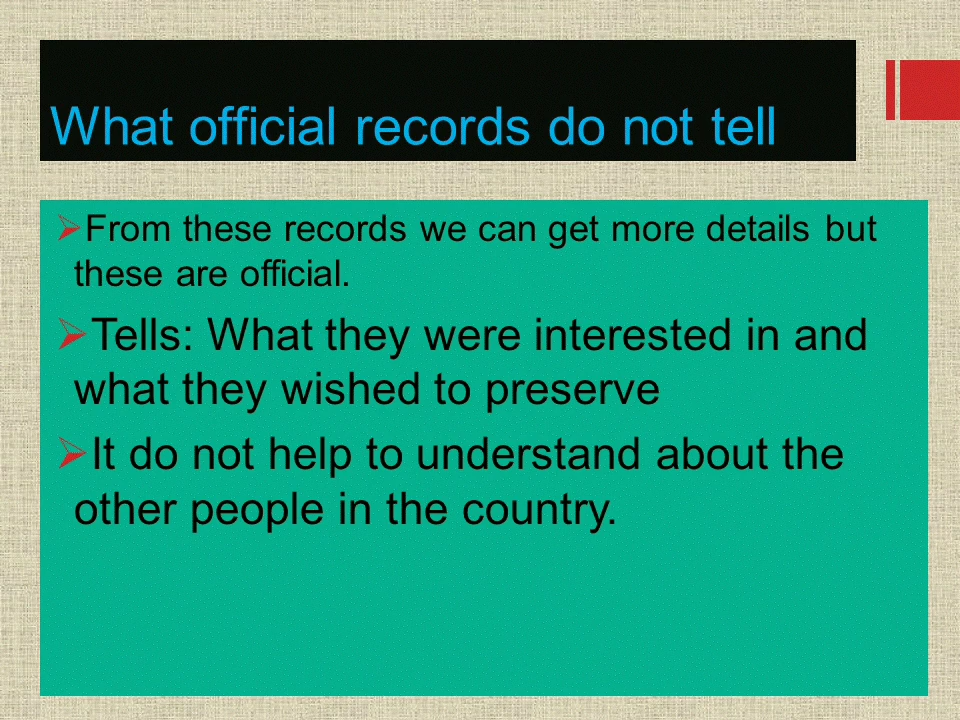 What official records do not tell
➢From these records we can get more details but
these are official.
➢Tells: What they were interested in and
what they wished to preserve
➢It do not help to understand about the
other people in the country.